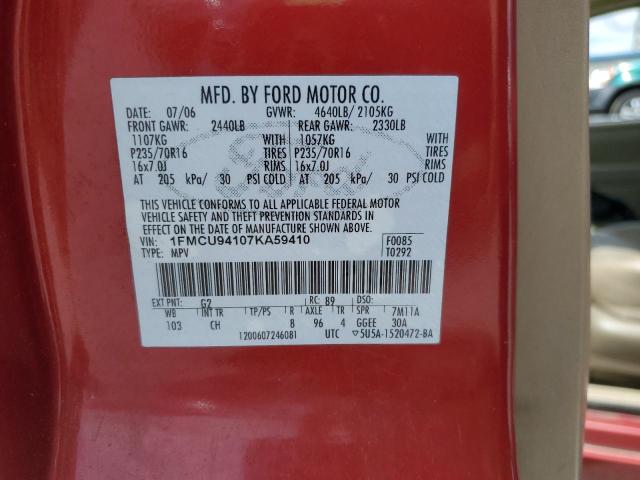 MFD. BY FORD MOTOR CO.
DATE: 07/06 GVWR: 4640LB/ 2105KG
FRONT GAWR: 2440LB REAR GAWR: 2330LB
1107KG WITH 1057KG WITH
P235/70R16 TIRES P235/70R16 TIRES
16x7.0J RIMS 16x7.0J RIMS
AT 205 kPa/ 30 PSI COLD AT 205 kPa/ 30 PSI COLD
THIS VEHICLE CONFORMS TO ALL APPLICABLE FEDERAL MOTOR
VEHICLE SAFETY AND THEFT PREVENTION STANDARDS IN
EFFECT ON THE DATE OF MANUFACTURE SHOWN ABOVE.
VIN: 1FMCU94107KA59410 F0085
TYPE: MPV T0292
EXT PNT: G2 RC: 89 DSO:
WB INT TR TP/PS R AXLE TR SPR 7M11A
103 CH 8 96 4 GGEE 30A
1200607246081 UTC ▽5U5A-1520472-BA